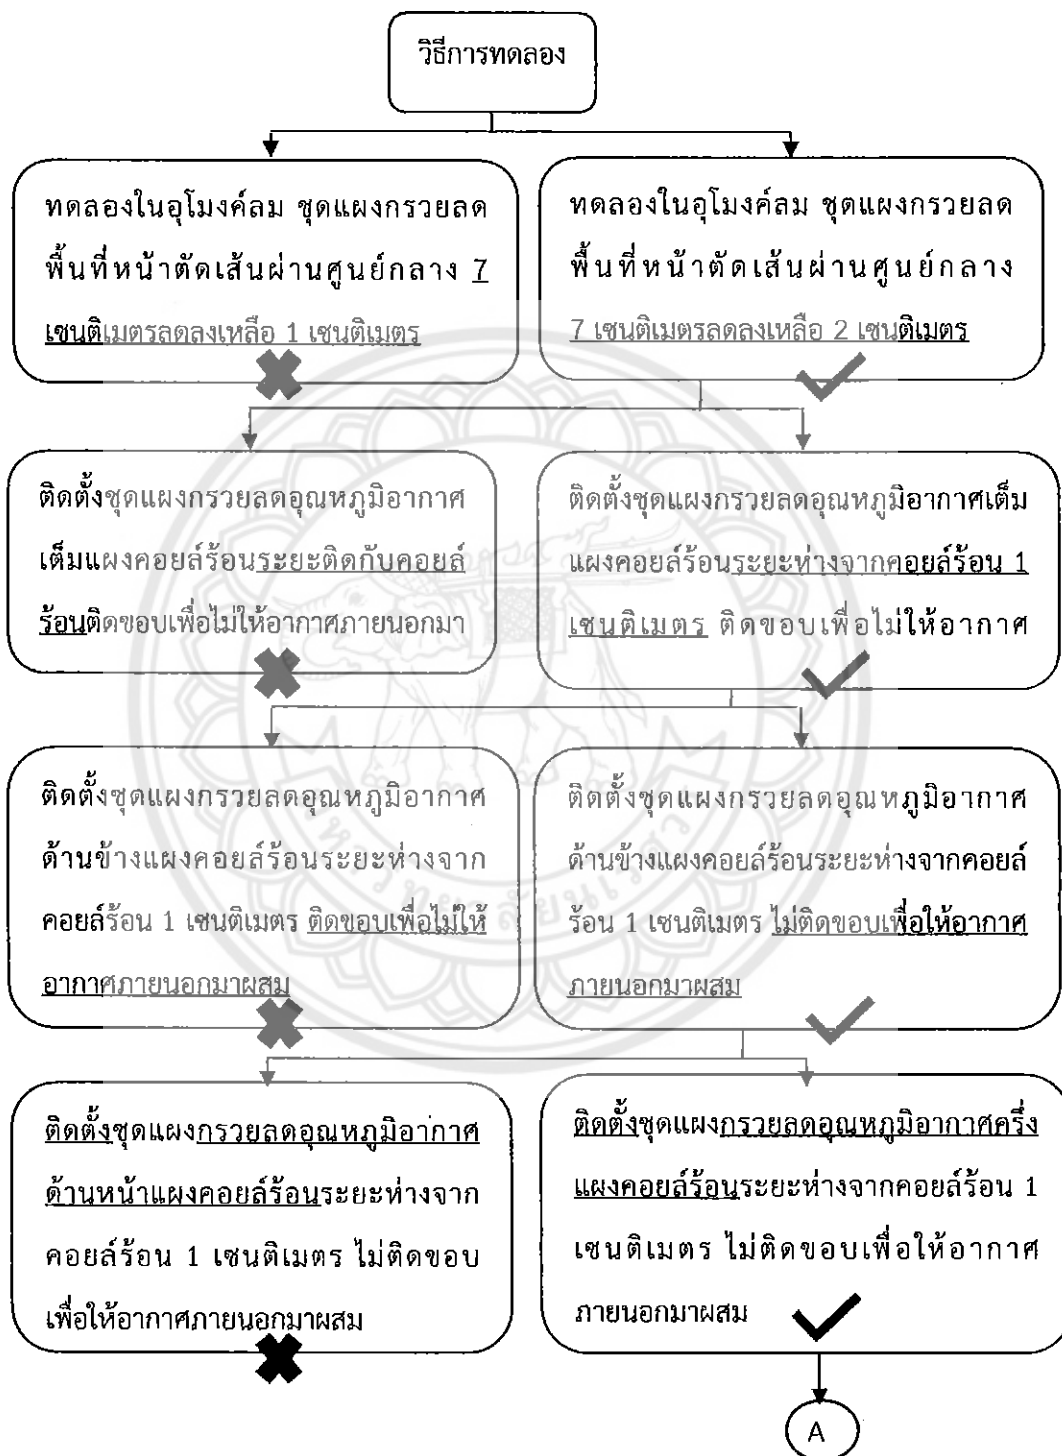 วิธีการทดลอง
ทดลองในอุโมงค์ลม ชุดแผงกรวยลด
พื้นที่หน้าตัดเส้นผ่านศูนย์กลาง 7
เซนติเมตรลดลงเหลือ 1 เซนติเมตร
ทดลองในอุโมงค์ลม ชุดแผงกรวยลด
พื้นที่หน้าตัดเส้นผ่านศูนย์กลาง
7 เซนติเมตรลดลงเหลือ 2 เซนติเมตร
ติดตั้งชุดแผงกรวยลดอุณหภูมิอากาศ
เต็มแผงคอยล์ร้อนระยะติดกับคอยล์
ร้อนติดขอบเพื่อไม่ให้อากาศภายนอกมา
ติดตั้งชุดแผงกรวยลดอุณหภูมิอากาศเต็ม
แผงคอยล์ร้อนระยะห่างจากคอยล์ร้อน 1
เซนติเมตร ติดขอบเพื่อไม่ให้อากาศ
ติดตั้งชุดแผงกรวยลดอุณหภูมิอากาศ
ด้านข้างแผงคอยล์ร้อนระยะห่างจาก
คอยล์ร้อน 1 เซนติเมตร ติดขอบเพื่อไม่ให้
อากาศภายนอกมาผสม
ติดตั้งชุดแผงกรวยลดอุณหภูมิอากาศ
ด้านข้างแผงคอยล์ร้อนระยะห่างจากคอยล์
ร้อน 1 เซนติเมตร ไม่ติดขอบเพื่อให้อากาศ
ภายนอกมาผสม
ติดตั้งชุดแผงกรวยลดอุณหภูมิอากาศ
ด้านหน้าแผงคอยล์ร้อนระยะห่างจาก
คอยล์ร้อน 1 เซนติเมตร ไม่ติดขอบ
เพื่อให้อากาศภายนอกมาผสม
ติดตั้งชุดแผงกรวยลดอุณหภูมิอากาศครึ่ง
แผงคอยล์ร้อนระยะห่างจากคอยล์ร้อน 1
เซนติเมตร ไม่ติดขอบเพื่อให้อากาศ
ภายนอกมาผสม
A